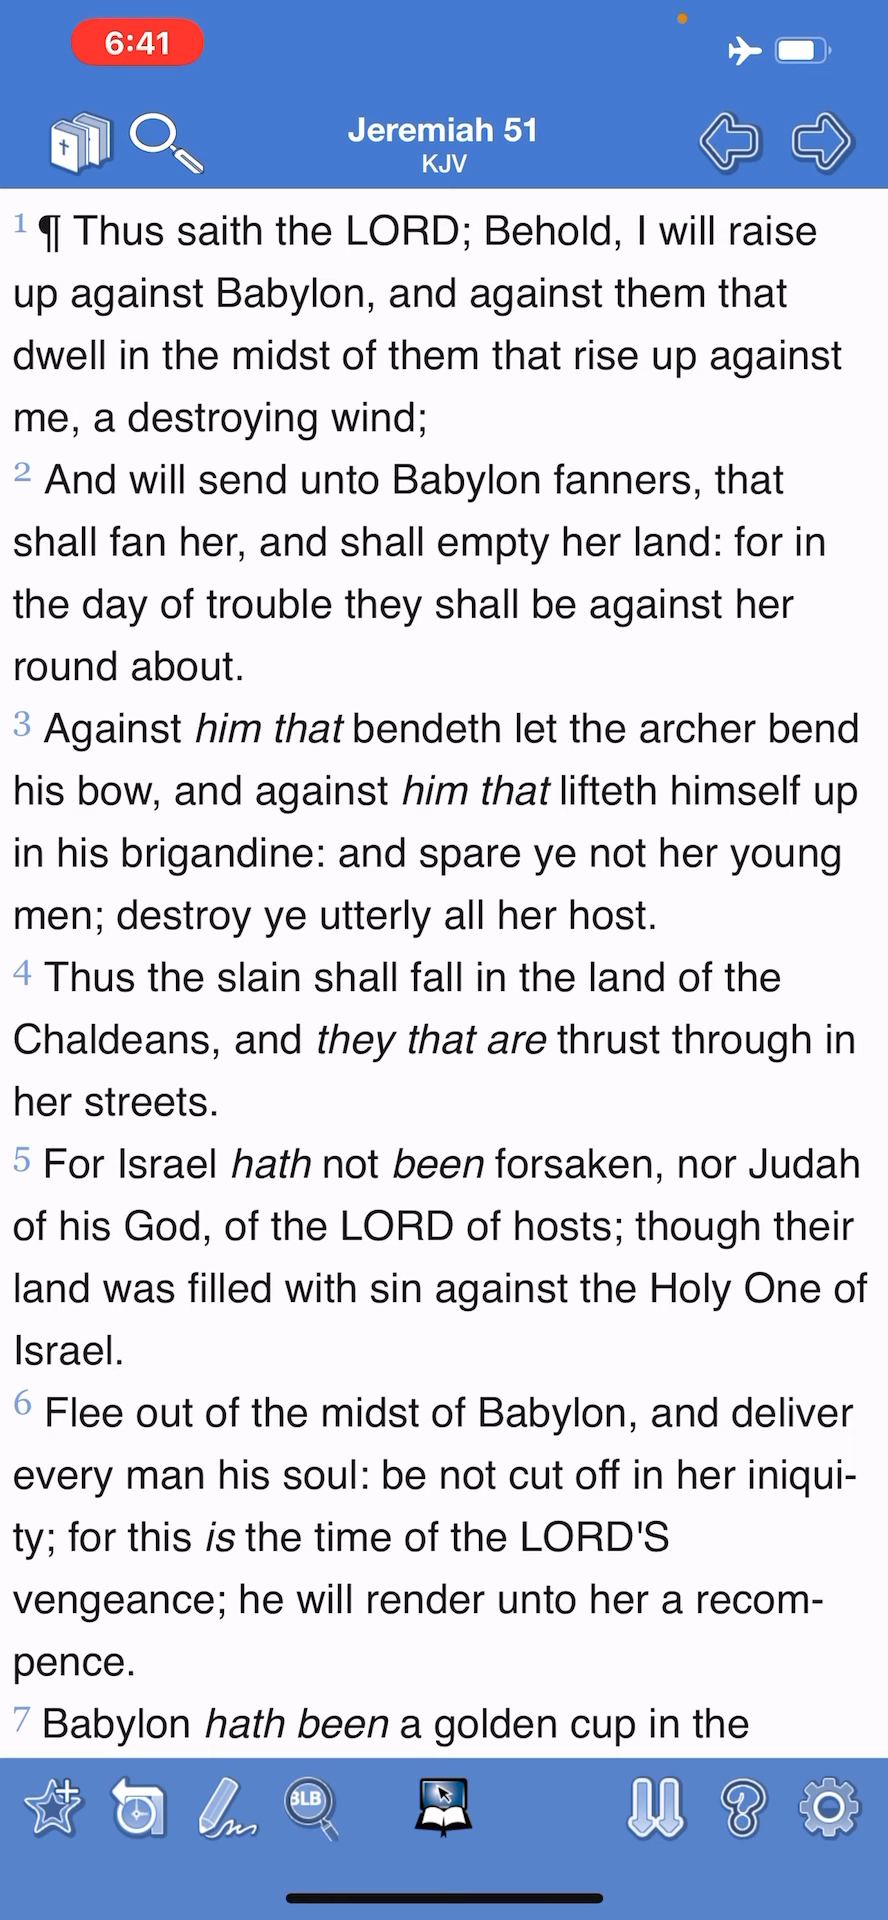 6:41
Jeremiah 51
KJV
1 ¶ Thus saith the LORD; Behold, I will raise
up against Babylon, and against them that
dwell in the midst of them that rise up against
me, a destroying wind;
2 And will send unto Babylon fanners, that
shall fan her, and shall empty her land: for in
the day of trouble they shall be against her
round about.
3 Against him that bendeth let the archer bend
his bow, and against him that lifteth himself up
in his brigandine: and spare ye not her young
men; destroy ye utterly all her host.
4 Thus the slain shall fall in the land of the
Chaldeans, and they that are thrust through in
her streets.
5 For Israel hath not been forsaken, nor Judah
of his God, of the LORD of hosts; though their
land was filled with sin against the Holy One of
Israel.
6 Flee out of the midst of Babylon, and deliver
every man his soul: be not cut off in her iniqui-
ty; for this is the time of the LORD'S
vengeance; he will render unto her a recom-
pence.
7 Babylon hath been a golden cup in the
BLB